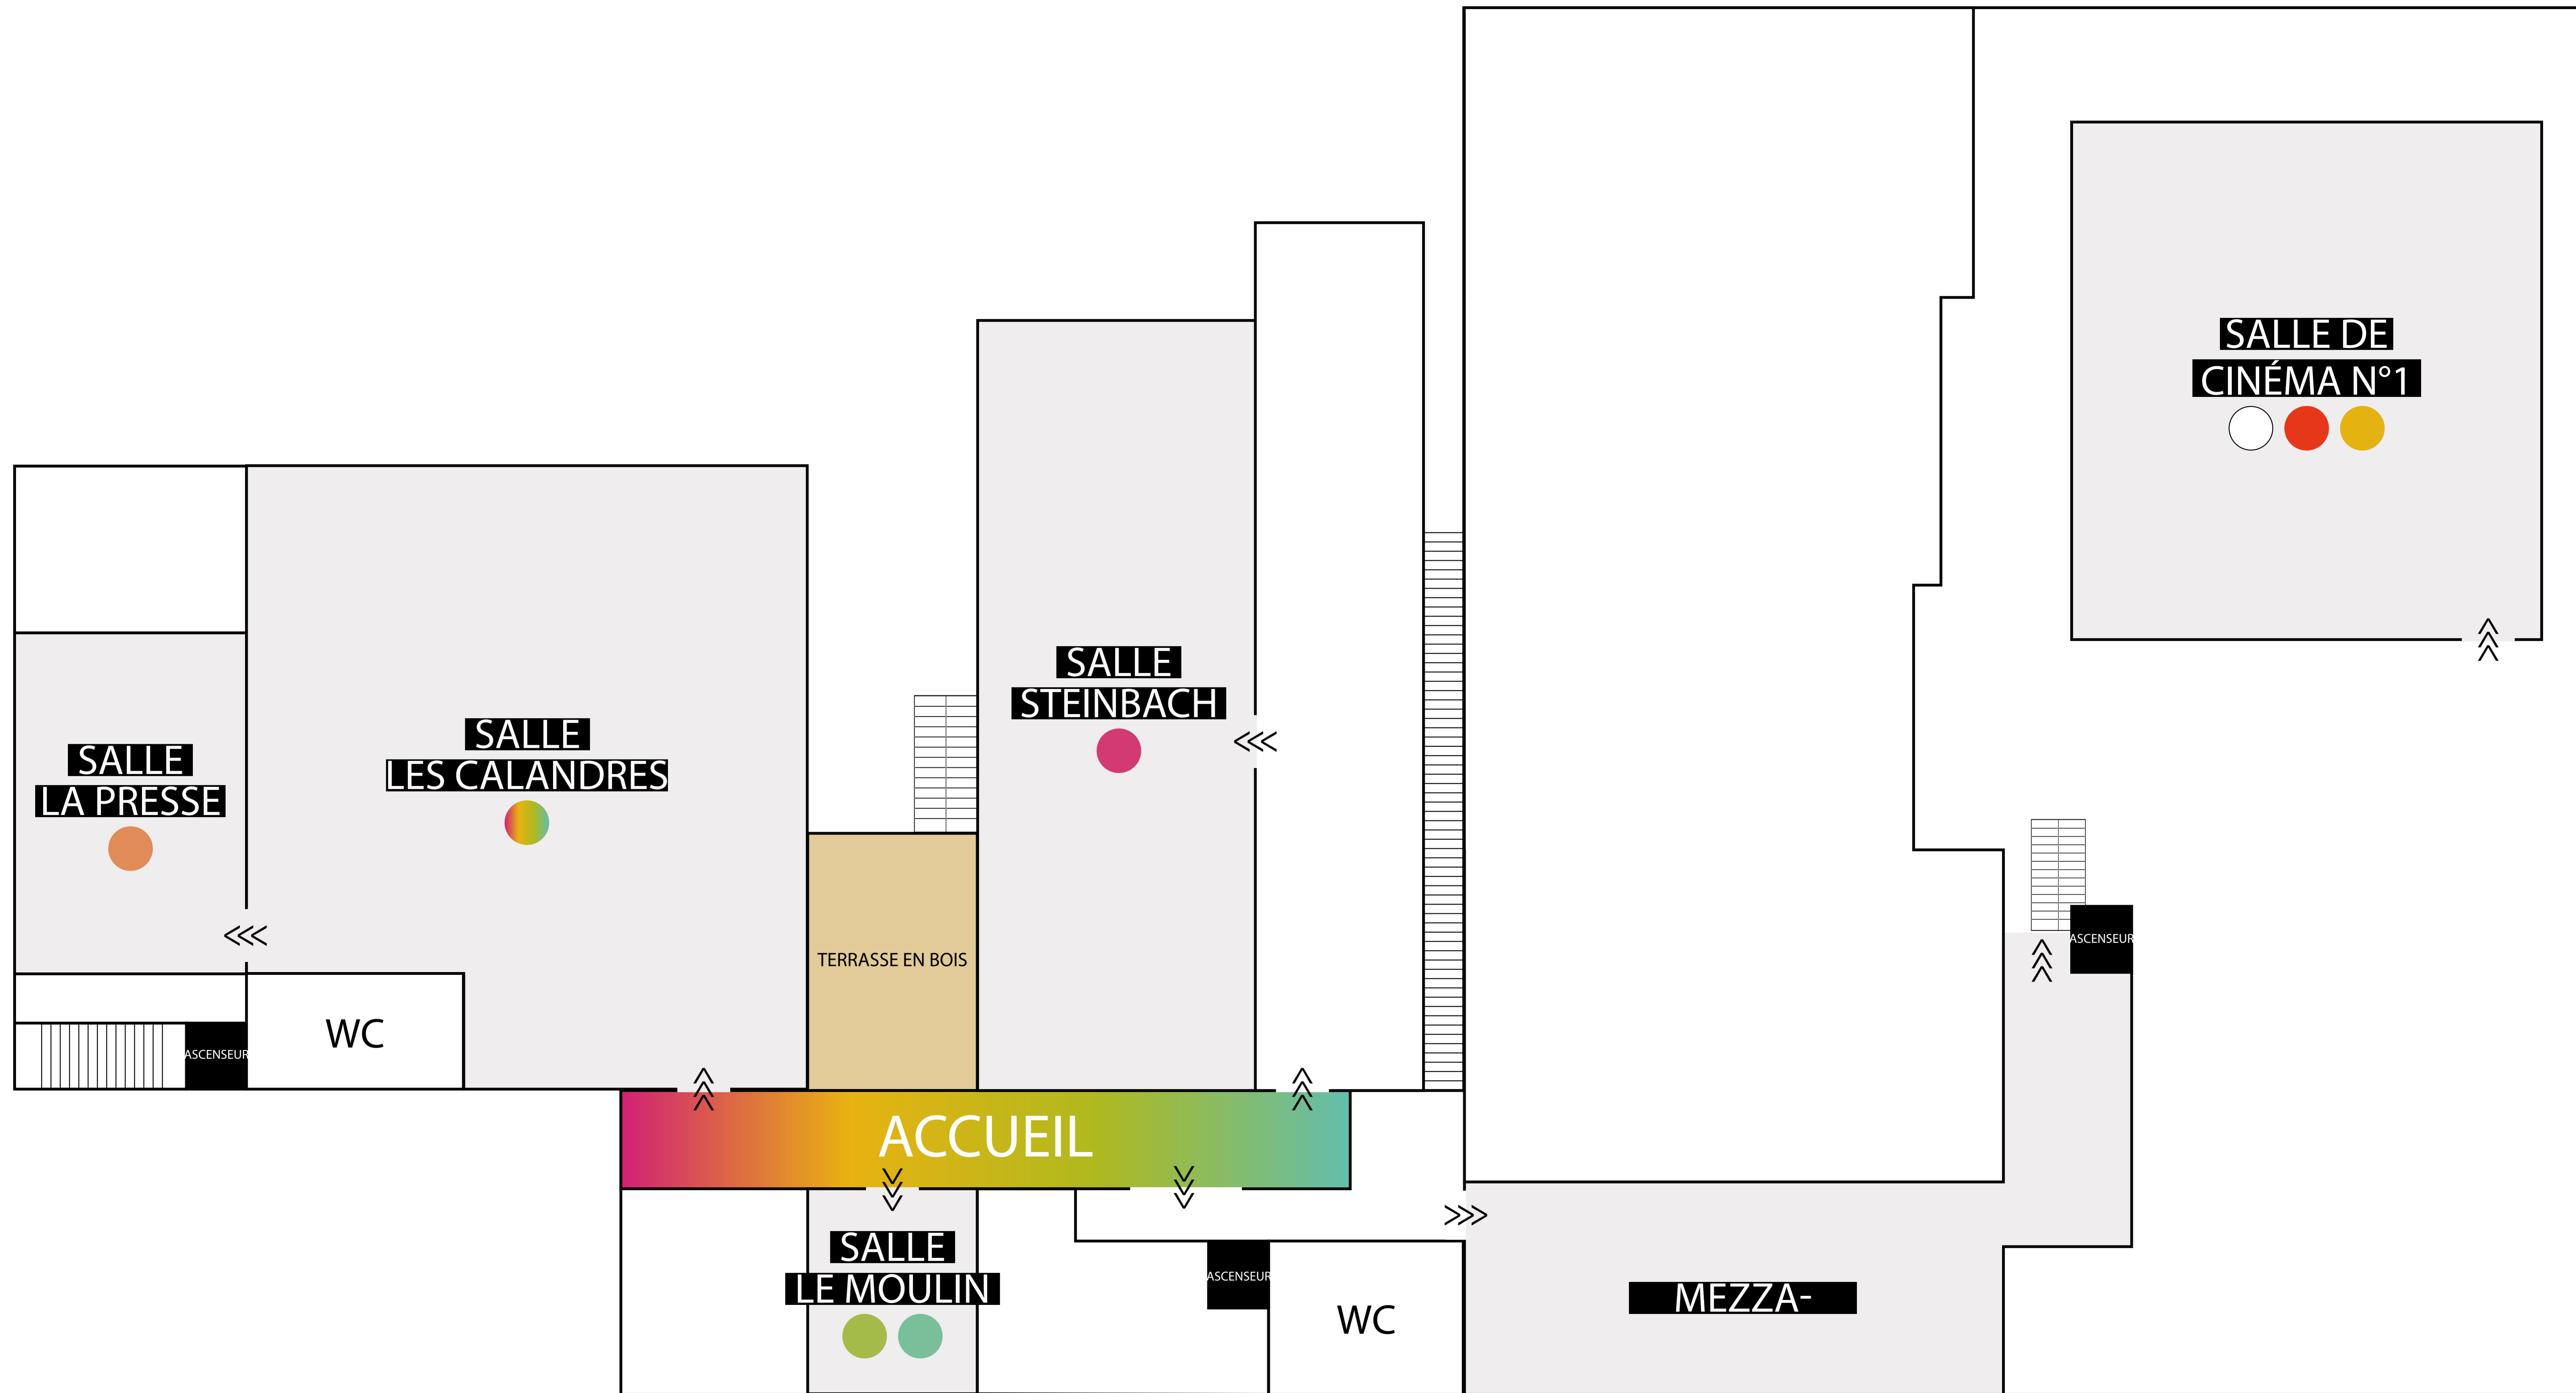 SALLE DE
CINÉMA N°1
SALLE
STEINBACH
SALLE
LES CALANDRES
SALLE
LA PRESSE
TERRASSE EN BOIS
ASCENSEUR
WC
ASCENSEUR
ACCUEIL
SALLE
LE MOULIN
ASCENSEUR
WC
MEZZA-